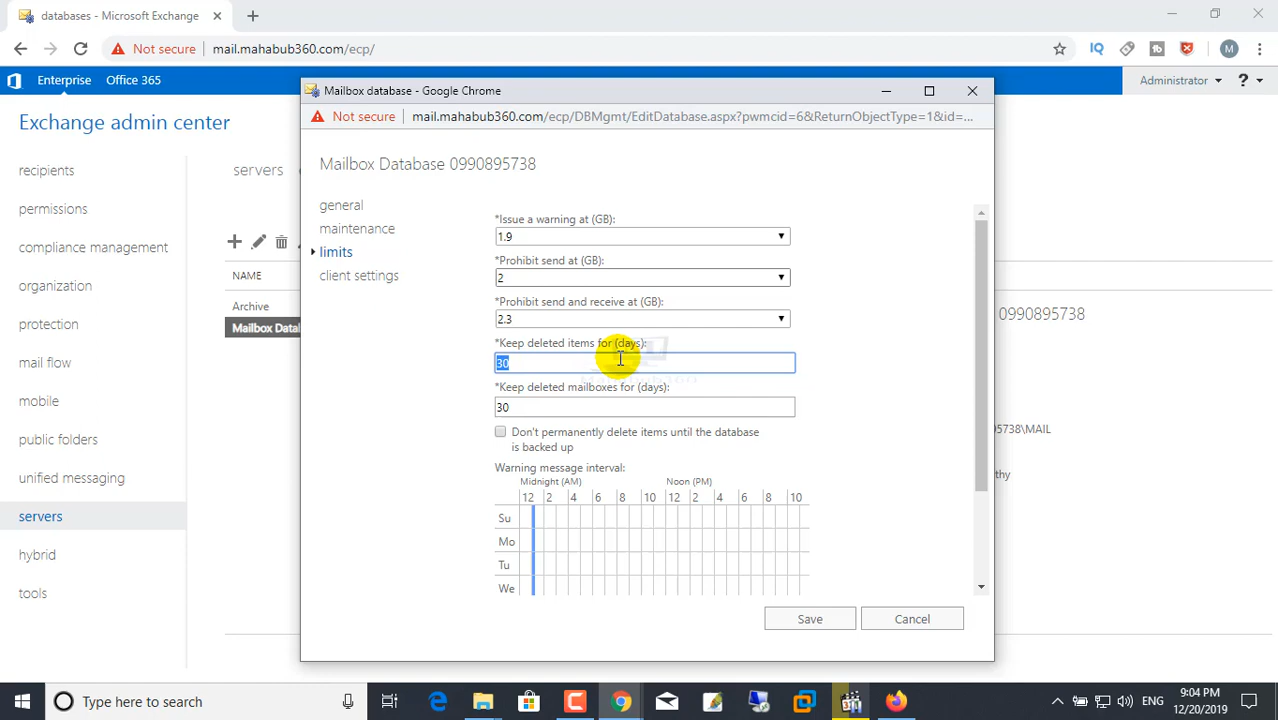 databases - Microsoft Exchange
Not secure
mail.mahabub360.com/ecp/
IQ
M
Enterprise
Office 365
Administrator
?
Exchange admin center
recipients
permissions
compliance management
organization
protection
mail flow
mobile
public folders
unified messaging
servers
hybrid
tools
servers
NAME
Archive
Mailbox Datal
0990895738
95738\MAIL
thy
Mailbox database - Google Chrome
Not secure
mail.mahabub360.com/ecp/DBMgmt/EditDatabase.aspx?pwmcid=6&ReturnObjectType=1&id=...
Mailbox Database 0990895738
general
maintenance
limits
client settings
*Issue a warning at (GB):
1.9
*Prohibit send at (GB):
2
*Prohibit send and receive at (GB):
2.3
*Keep deleted items for (days):
30
*Keep deleted mailboxes for (days):
30
Don't permanently delete items until the database
is backed up
Warning message interval:
Midnight (AM) Noon (PM)
12 2 4 6 8 10 12 2 4 6 8 10
Su
Mo
Tu
We
Save
Cancel
Type here to search
ENG
9:04 PM
12/20/2019